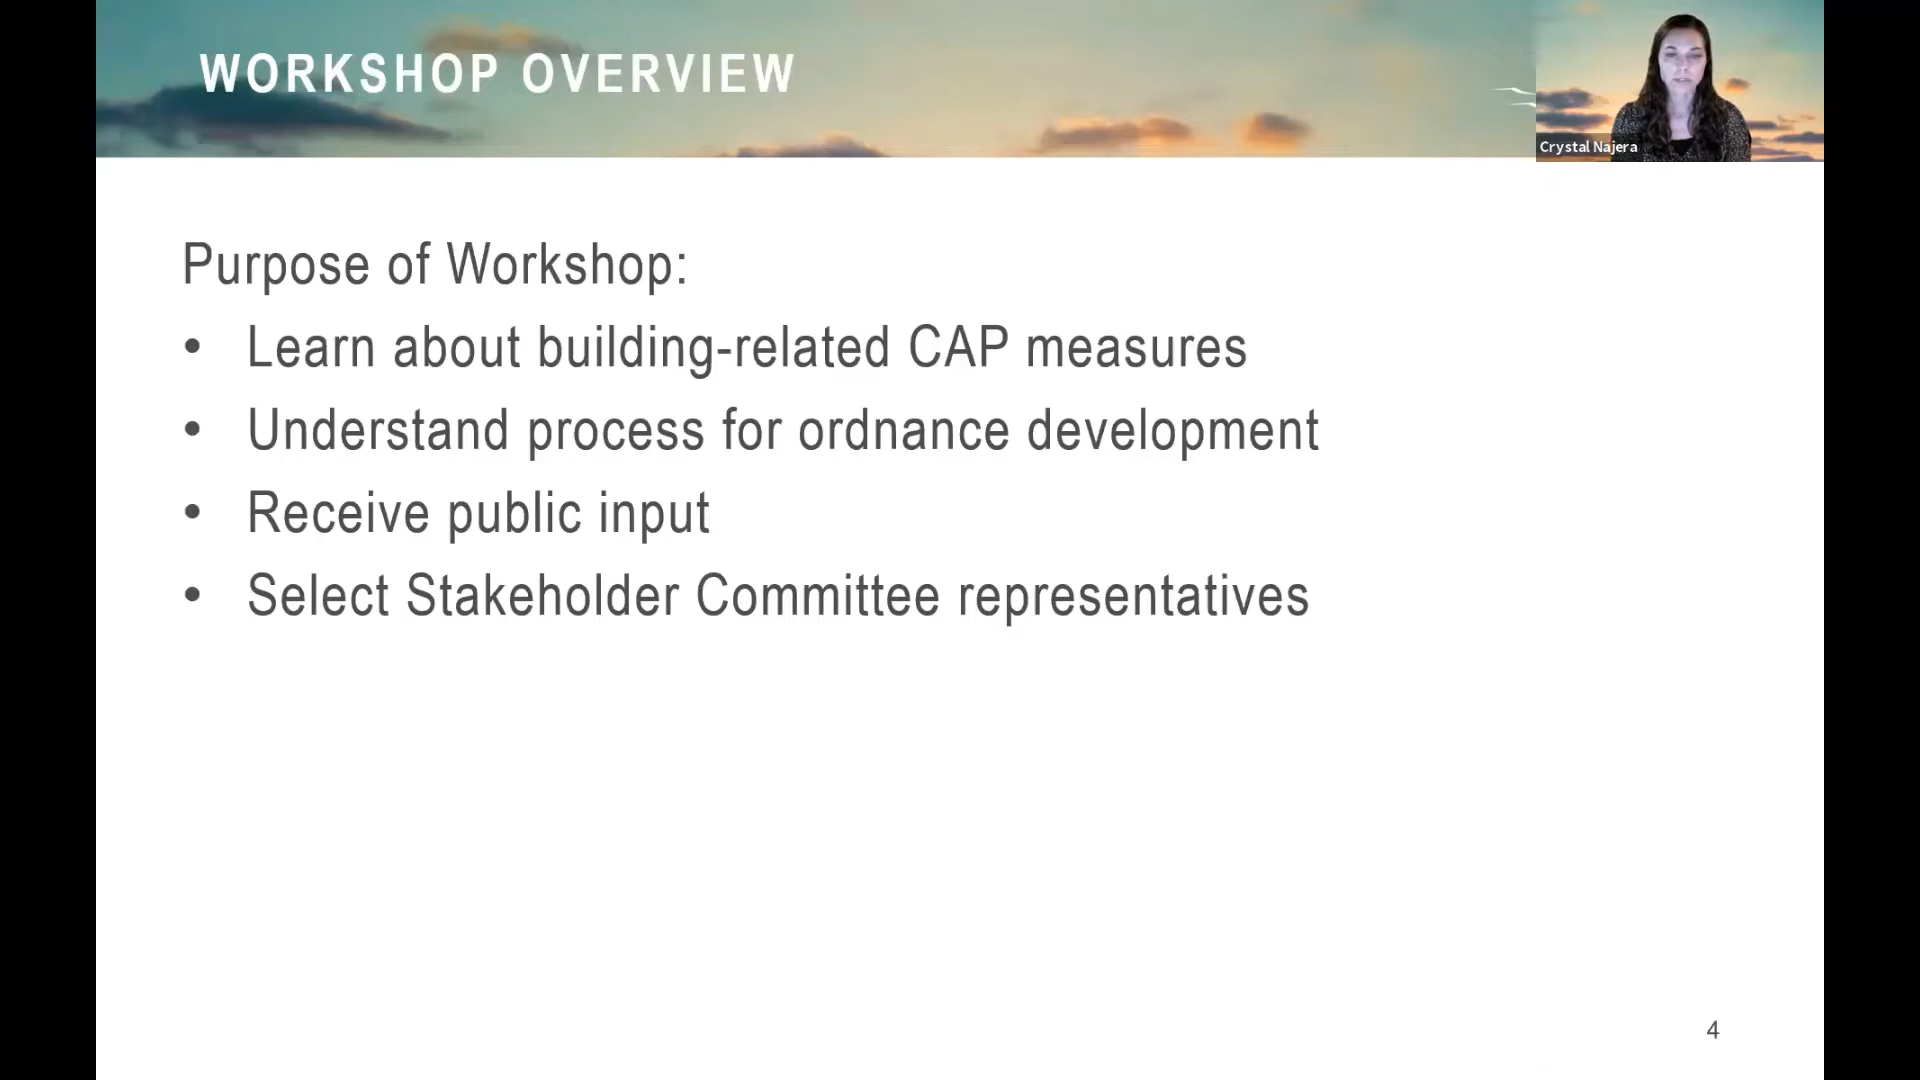 WORKSHOP OVERVIEW
Crystal Najera
Purpose of Workshop:
• Learn about building-related CAP measures
• Understand process for ordnance development
• Receive public input
• Select Stakeholder Committee representatives
4